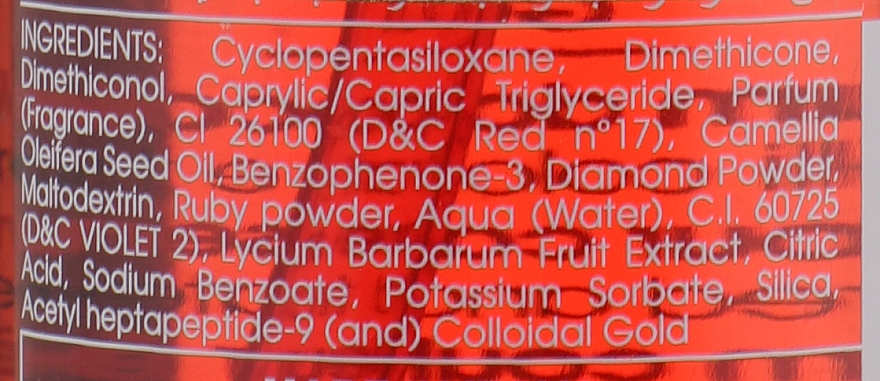 INGREDIENTS: Cyclopentasiloxane, Dimethicone,
Dimethiconol, Caprylic/Capric Triglyceride, Parfum
(Fragrance), CI 26100 (D&C Red n°17), Camellia
Oleifera Seed Oil, Benzophenone-3, Diamond Powder,
Maltodextrin, Ruby powder, Aqua (Water), C.I. 60725
(D&C VIOLET 2), Lycium Barbarum Fruit Extract, Citric
Acid, Sodium Benzoate, Potassium Sorbate, Silica,
Acetyl heptapeptide-9 (and) Colloidal Gold